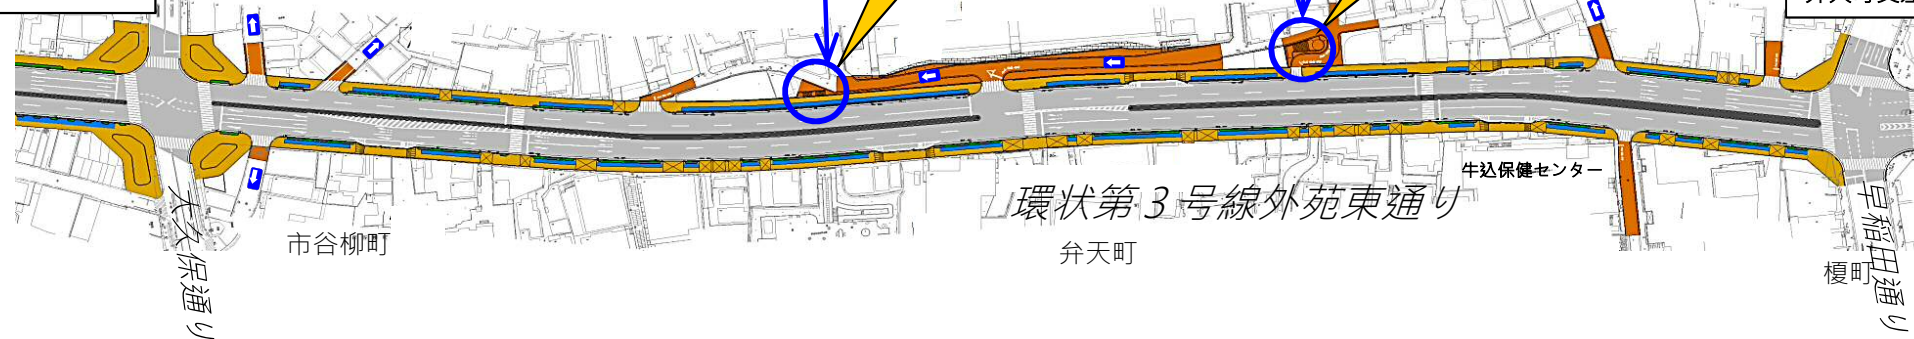 牛込保健センター
環状第3号線外苑東通り
市谷柳町
弁天町
榎町
大久保通り
早稲田通り